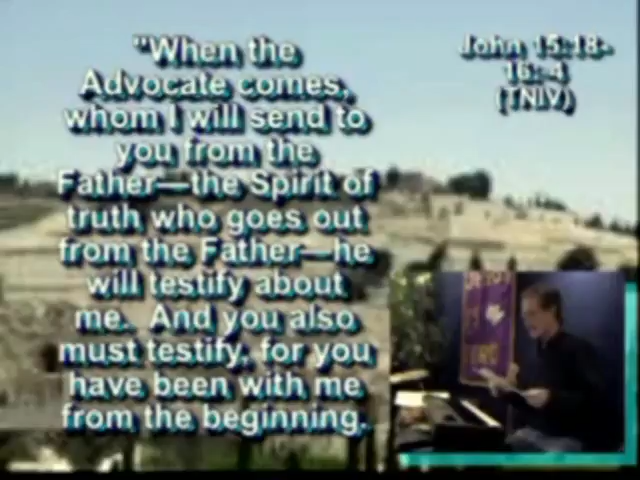 "When the
Advocate comes,
whom I will send to
you from the
Father—the Spirit of
truth who goes out
from the Father—he
will testify about
me. And you also
must testify, for you
have been with me
from the beginning.
John 15:18-
16:4
(TNIV)